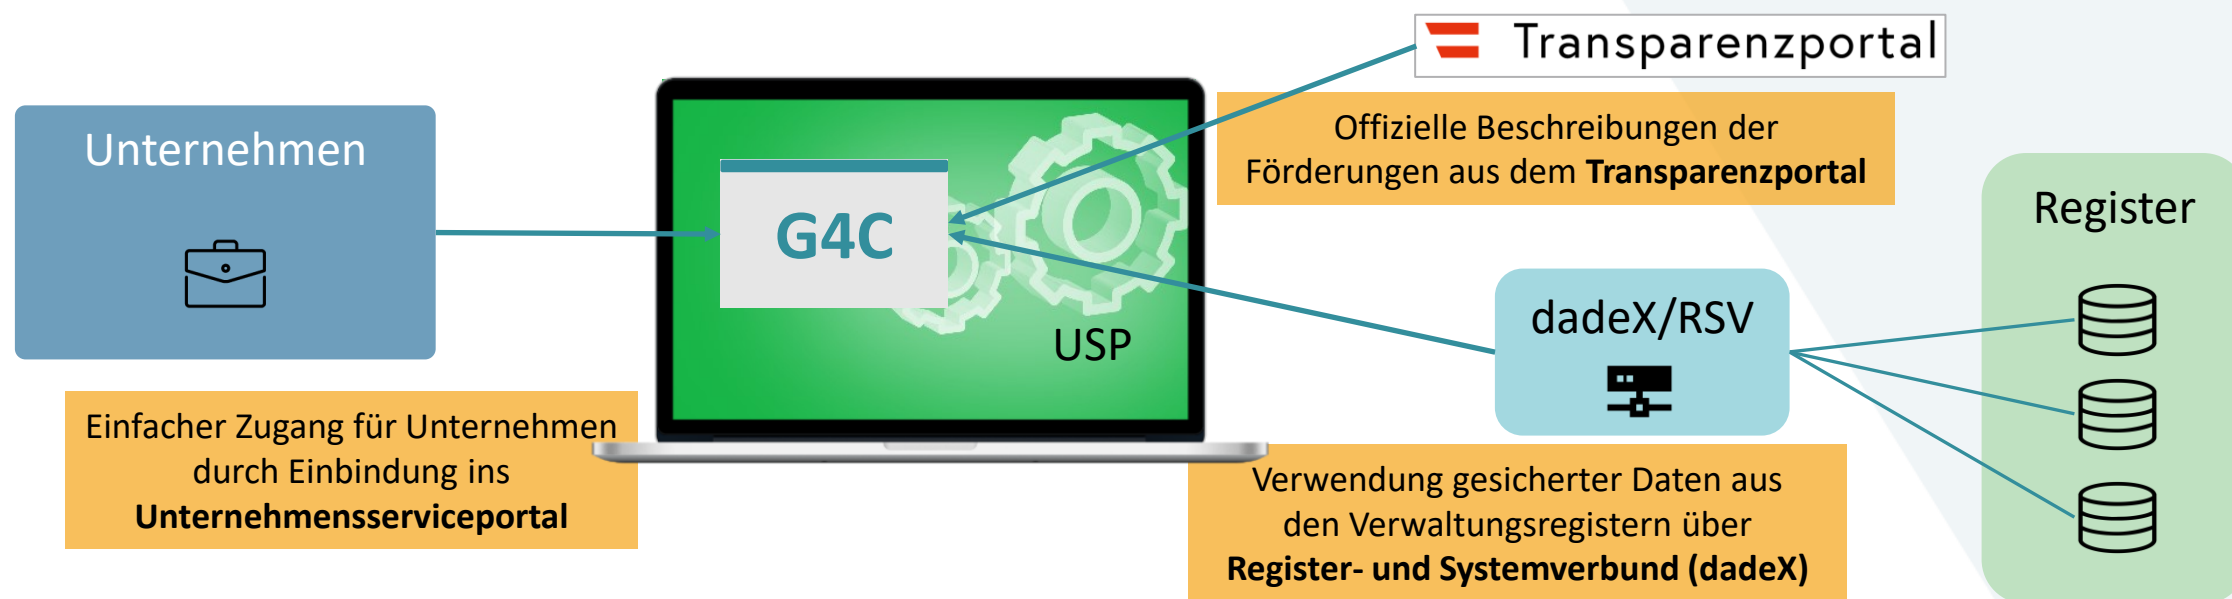 Transparenzportal
Unternehmen
Offizielle Beschreibungen der
Förderungen aus dem Transparenzportal
G4C
USP
Register
dadeX/RSV
Einfacher Zugang für Unternehmen
durch Einbindung ins
Unternehmensserviceportal
Verwendung gesicherter Daten aus
den Verwaltungsregistern über
Register- und Systemverbund (dadeX)